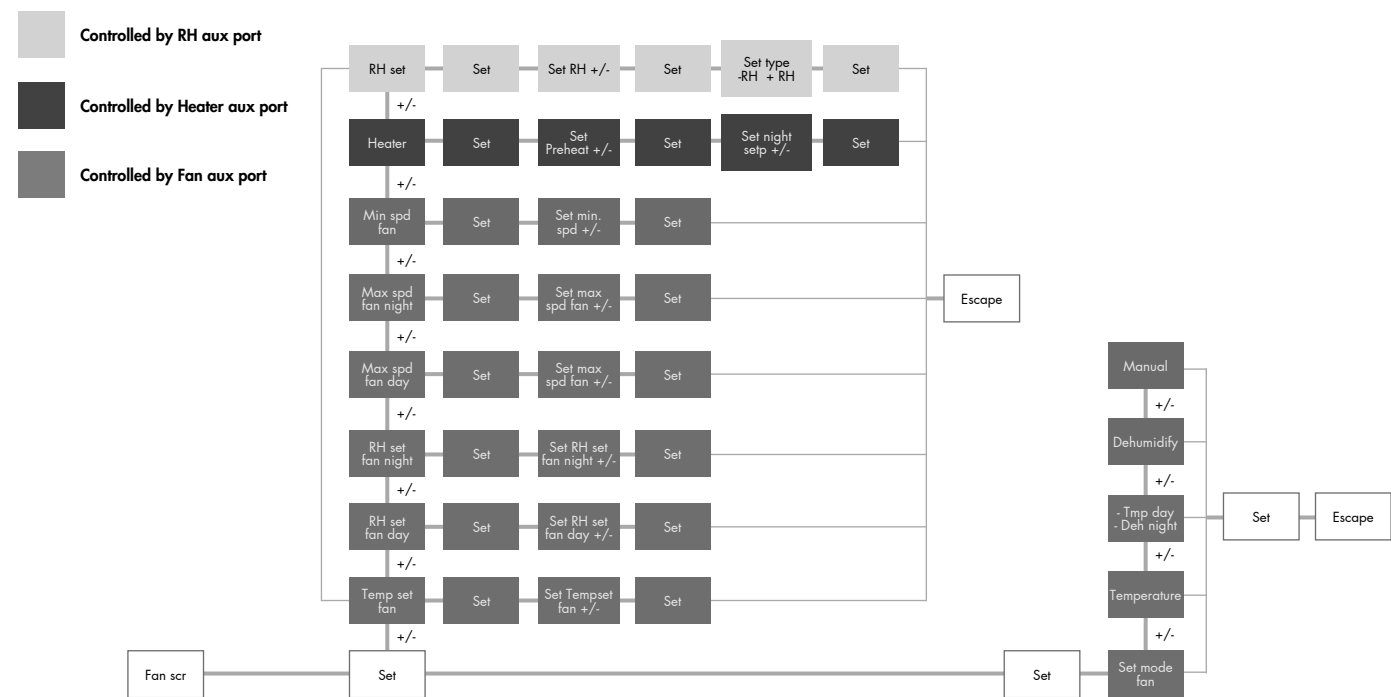 Controlled by RH aux port
Controlled by Heater aux port
Controlled by Fan aux port
RH set
Set
Set RH +/-
Set
Set type
-RH + RH
Set
+/-
Heater
Set
Set
Preheat +/-
Set
Set night
setp +/-
Set
+/-
Min spd
fan
Set
Set min.
spd +/-
Set
+/-
Max spd
fan night
Set
Set max
spd fan +/-
Set
Escape
+/-
Max spd
fan day
Set
Set max
spd fan +/-
Set
+/-
RH set
fan night
Set
Set RH set
fan night +/-
Set
+/-
RH set
fan day
Set
Set RH set
fan day +/-
Set
+/-
Temp set
fan
Set
Set Tempset
fan +/-
Set
+/-
Fan scr
Set
Set
Manual
+/-
Dehumidify
+/-
- Tmp day
- Deh night
+/-
Temperature
+/-
Set mode
fan
Set
Escape